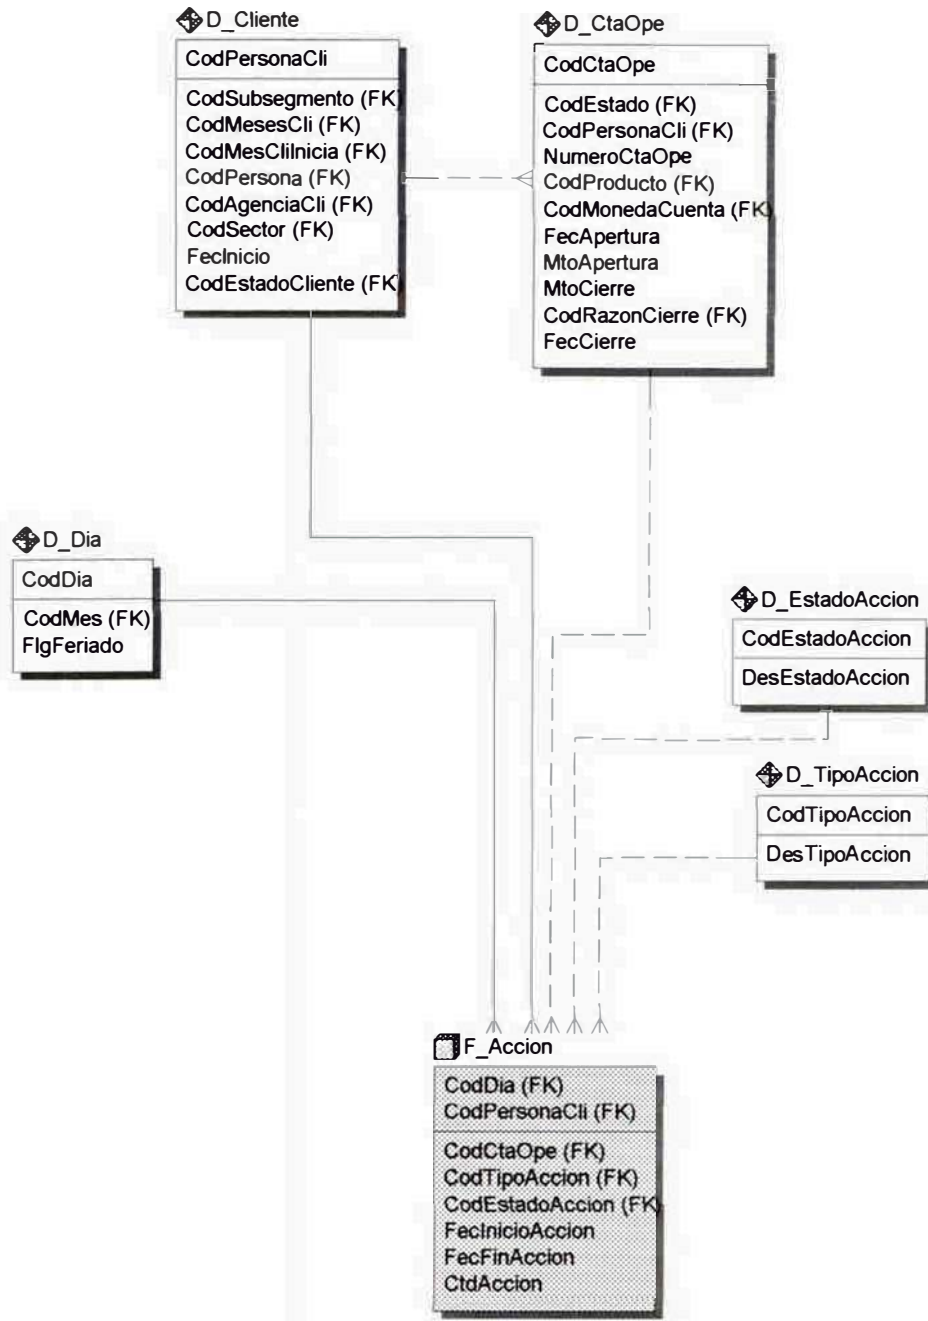 D_Cliente
CodPersonaCli
CodSubsegmento (FK)
CodMesesCli (FK)
CodMesCliInicia (FK)
CodPersona (FK)
CodAgenciaCli (FK)
CodSector (FK)
FecInicio
CodEstadoCliente (FK)
D_CtaOpe
CodCtaOpe
CodEstado (FK)
CodPersonaCli (FK)
NumeroCtaOpe
CodProducto (FK)
CodMonedaCuenta (FK)
FecApertura
MtoApertura
MtoCierre
CodRazonCierre (FK)
FecCierre
D_Dia
CodDia
CodMes (FK)
FlgFeriado
D_EstadoAccion
CodEstadoAccion
DesEstadoAccion
D_TipoAccion
CodTipoAccion
DesTipoAccion
F_Accion
CodDia (FK)
CodPersonaCli (FK)
CodCtaOpe (FK)
CodTipoAccion (FK)
CodEstadoAccion (FK)
FecInicioAccion
FecFinAccion
CtdAccion